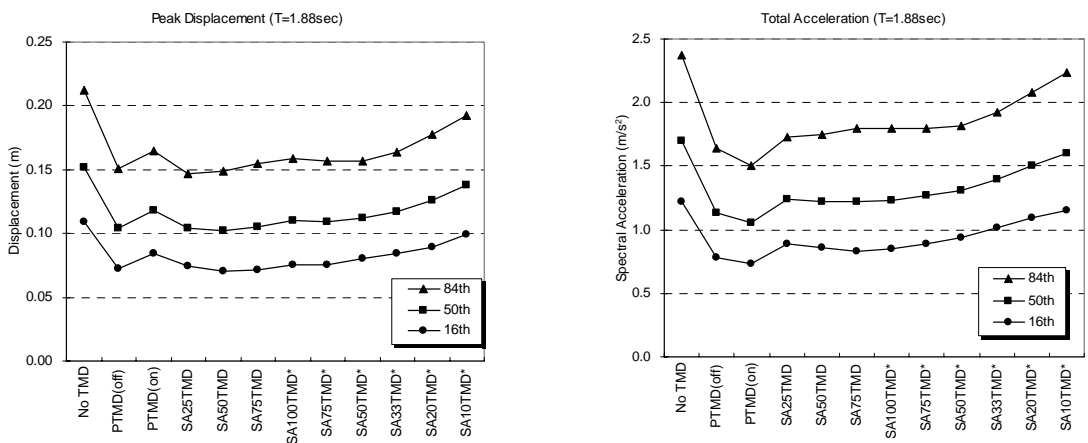 Peak Displacement (T=1.88sec)
0.25
0.20
0.15
0.10
0.05
0.00
Displacement (m)
84th
50th
16th
No TMD
PTMD(off)
PTMD(on)
SA25TMD
SA50TMD
SA75TMD
SA100TMD*
SA75TMD*
SA50TMD*
SA33TMD*
SA20TMD*
SA10TMD*
Total Acceleration (T=1.88sec)
2.5
2.0
1.5
1.0
0.5
0.0
Spectral Acceleration (m/s²)
84th
50th
16th
No TMD
PTMD(off)
PTMD(on)
SA25TMD
SA50TMD
SA75TMD
SA100TMD*
SA75TMD*
SA50TMD*
SA33TMD*
SA20TMD*
SA10TMD*